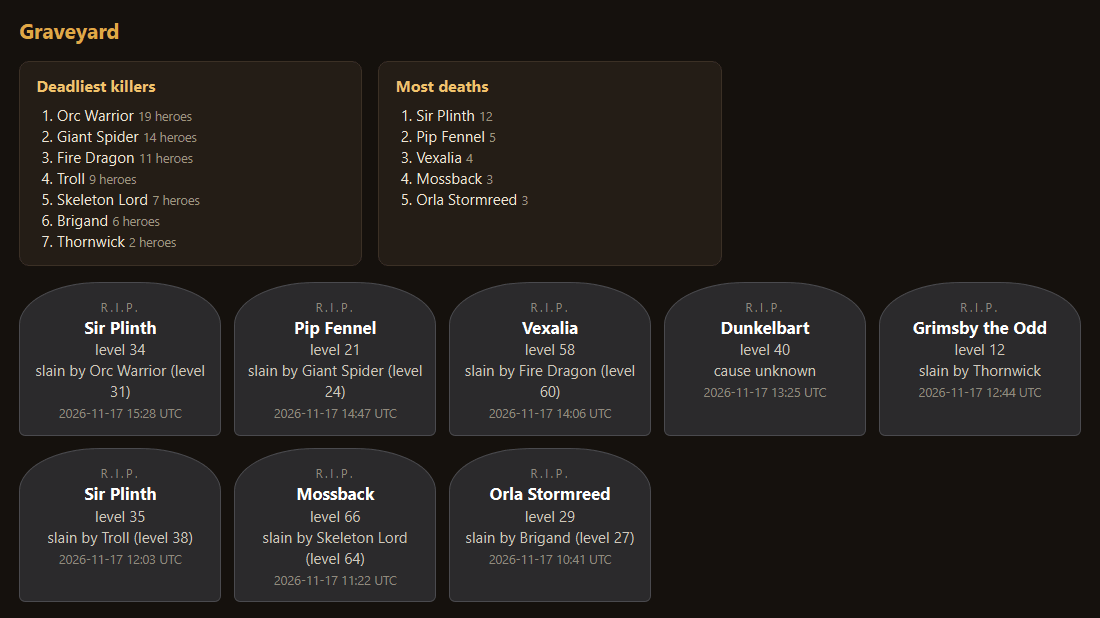 Graveyard
Deadliest killers
1. Orc Warrior 19 heroes
2. Giant Spider 14 heroes
3. Fire Dragon 11 heroes
4. Troll 9 heroes
5. Skeleton Lord 7 heroes
6. Brigand 6 heroes
7. Thornwick 2 heroes
Most deaths
1. Sir Plinth 12
2. Pip Fennel 5
3. Vexalia 4
4. Mossback 3
5. Orla Stormreed 3
R.I.P.
Sir Plinth
level 34
slain by Orc Warrior (level
31)
2026-11-17 15:28 UTC
R.I.P.
Pip Fennel
level 21
slain by Giant Spider (level
24)
2026-11-17 14:47 UTC
R.I.P.
Vexalia
level 58
slain by Fire Dragon (level
60)
2026-11-17 14:06 UTC
R.I.P.
Dunkelbart
level 40
cause unknown
2026-11-17 13:25 UTC
R.I.P.
Grimsby the Odd
level 12
slain by Thornwick
2026-11-17 12:44 UTC
R.I.P.
Sir Plinth
level 35
slain by Troll (level 38)
2026-11-17 12:03 UTC
R.I.P.
Mossback
level 66
slain by Skeleton Lord
(level 64)
2026-11-17 11:22 UTC
R.I.P.
Orla Stormreed
level 29
slain by Brigand (level 27)
2026-11-17 10:41 UTC